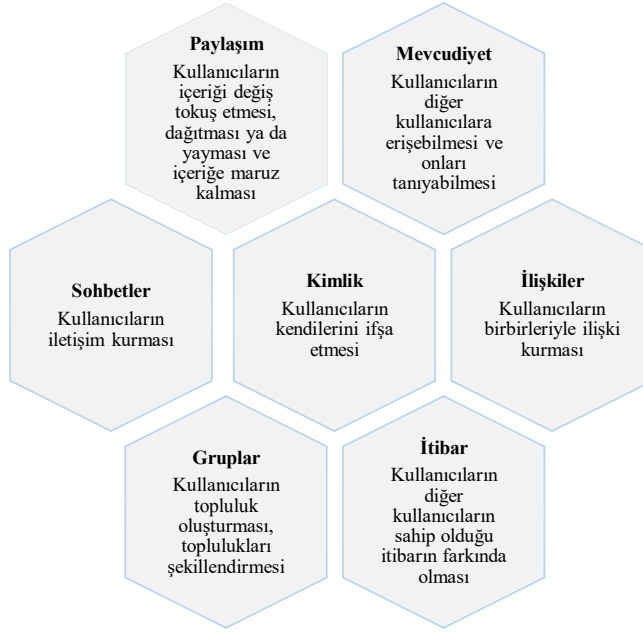 Paylaşım
Kullanıcıların
içeriği değiş
tokuş etmesi,
dağıtması ya da
yayması ve
içeriğe maruz
kalması
Mevcudiyet
Kullanıcıların
diğer
kullanıcılara
erişebilmesi ve
onları
tanıyabilmesi
Sohbetler
Kullanıcıların
iletişim kurması
Kimlik
Kullanıcıların
kendilerini ifşa
etmesi
İlişkiler
Kullanıcıların
birbirleriyle ilişki
kurması
Gruplar
Kullanıcıların
topluluk
oluşturması,
toplulukları
şekillendirmesi
İtibar
Kullanıcıların
diğer
kullanıcıların
sahip olduğu
itibarın farkında
olması